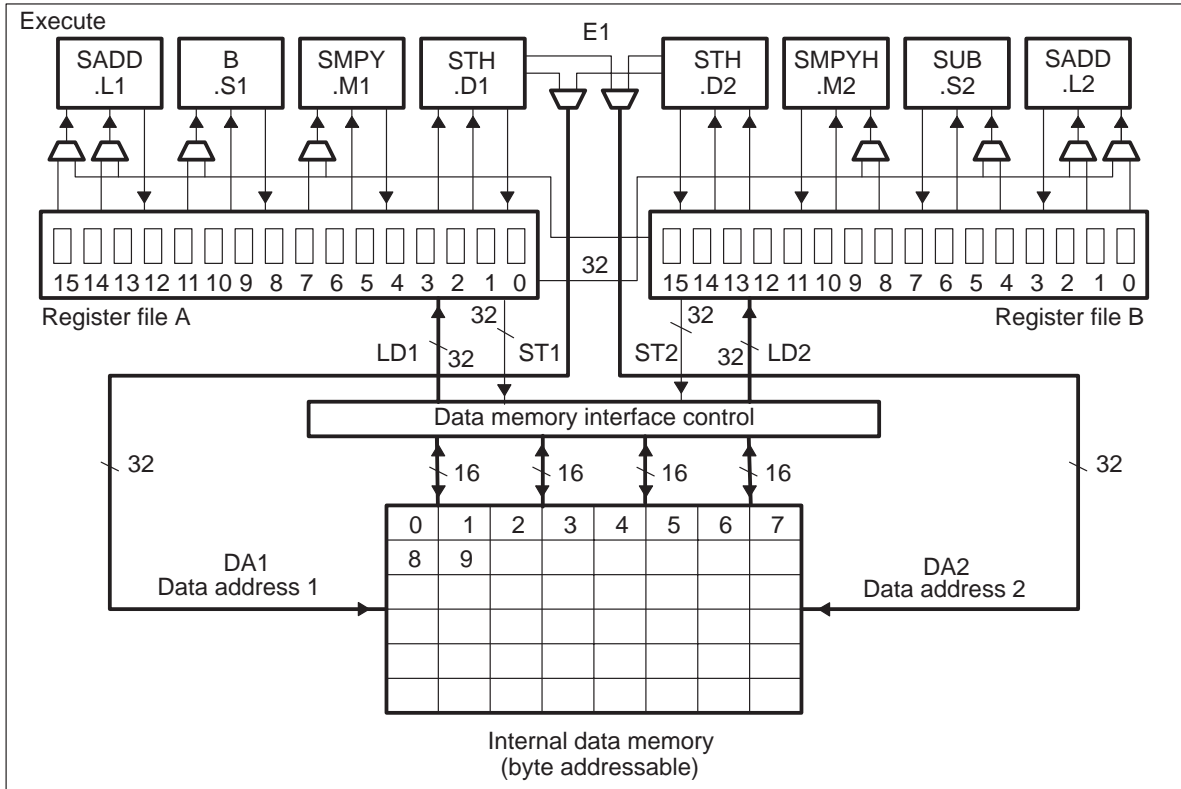 Execute
E1
SADD
.L1
B
.S1
SMPY
.M1
STH
.D1
STH
.D2
SMPYH
.M2
SUB
.S2
SADD
.L2
15 14 13 12 11 10 9 8 7 6 5 4 3 2 1 0
32
15 14 13 12 11 10 9 8 7 6 5 4 3 2 1 0
Register file A
32
32
Register file B
LD1
32
ST1
ST2
32
LD2
Data memory interface control
32
16
16
16
16
32
0 1 2 3 4 5 6 7
8 9
DA1
Data address 1
DA2
Data address 2
Internal data memory
(byte addressable)